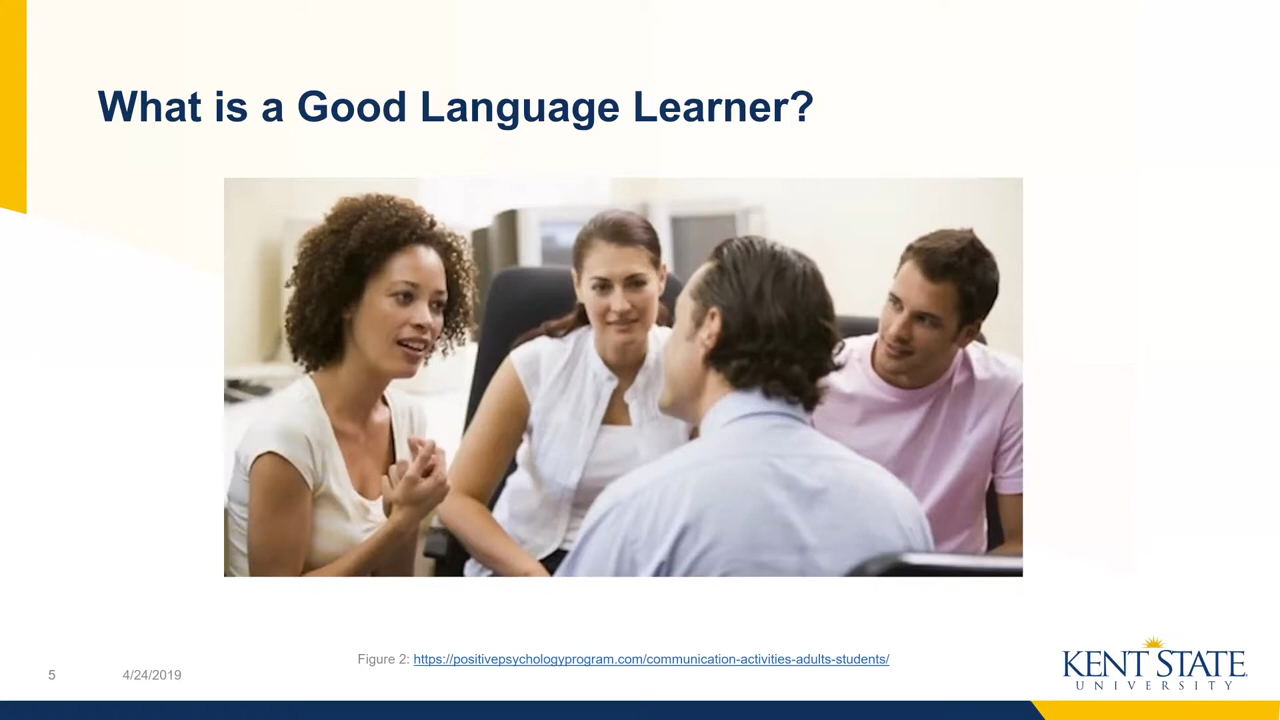 What is a Good Language Learner?
Figure 2: https://positivepsychologyprogram.com/communication-activities-adults-students/
5
4/24/2019
KENT STATE
UNIVERSITY